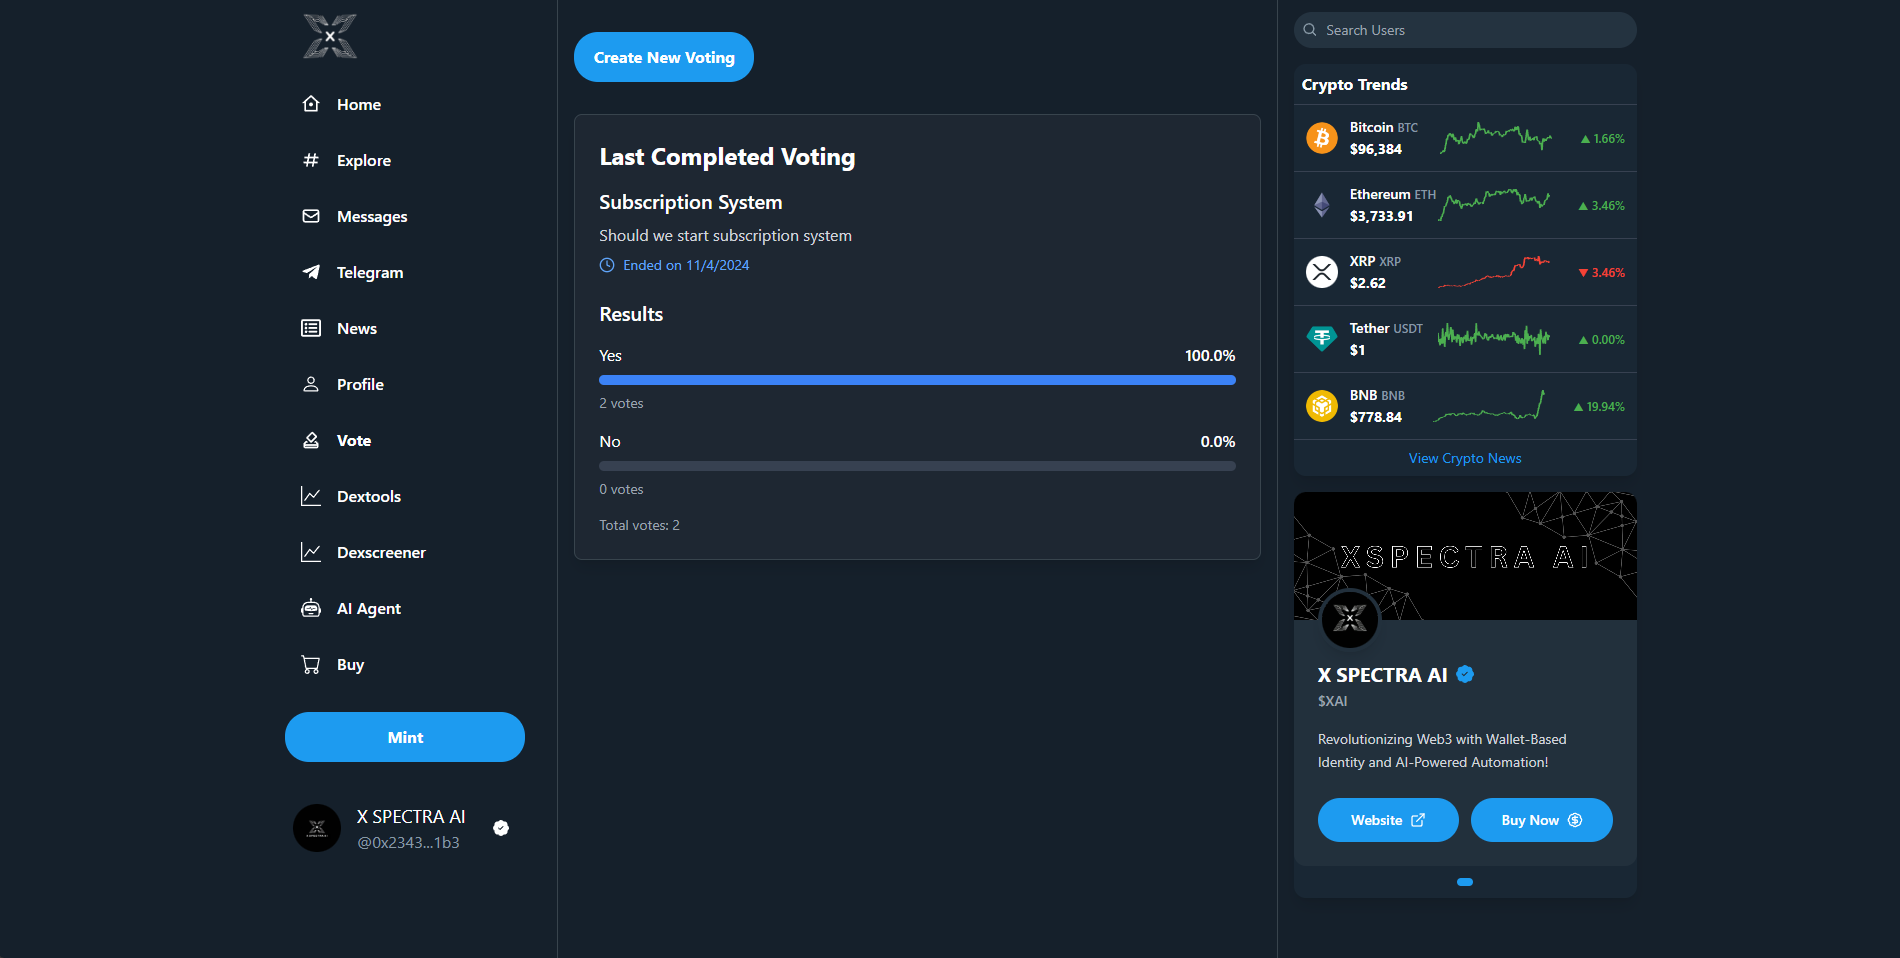 X
Home
Explore
Messages
Telegram
News
Profile
Vote
Dextools
Dexscreener
AI Agent
Buy
Mint
X SPECTRA AI
@0x2343...1b3
Create New Voting
Last Completed Voting
Subscription System
Should we start subscription system
Ended on 11/4/2024
Results
Yes 100.0%
2 votes
No 0.0%
0 votes
Total votes: 2
Search Users
Crypto Trends
Bitcoin BTC
$96,384
▲ 1.66%
Ethereum ETH
$3,733.91
▲ 3.46%
XRP XRP
$2.62
▼ 3.46%
Tether USDT
$1
▲ 0.00%
BNB BNB
$778.84
▲ 19.94%
View Crypto News
XSPECTRA AI
X SPECTRA AI
$XAI
Revolutionizing Web3 with Wallet-Based
Identity and AI-Powered Automation!
Website
Buy Now